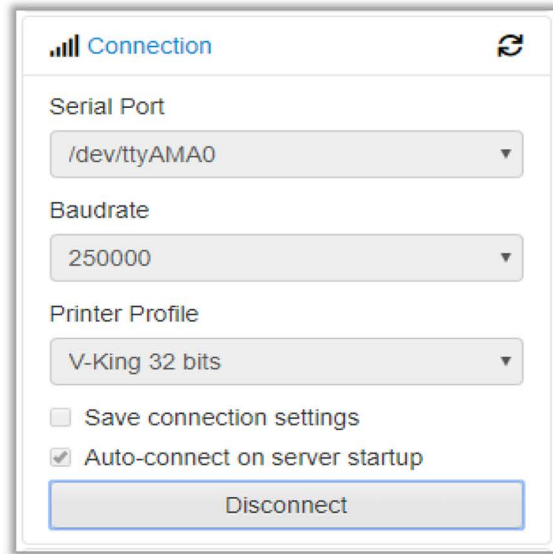 Connection
Serial Port
/dev/ttyAMA0
Baudrate
250000
Printer Profile
V-King 32 bits
Save connection settings
Auto-connect on server startup
Disconnect